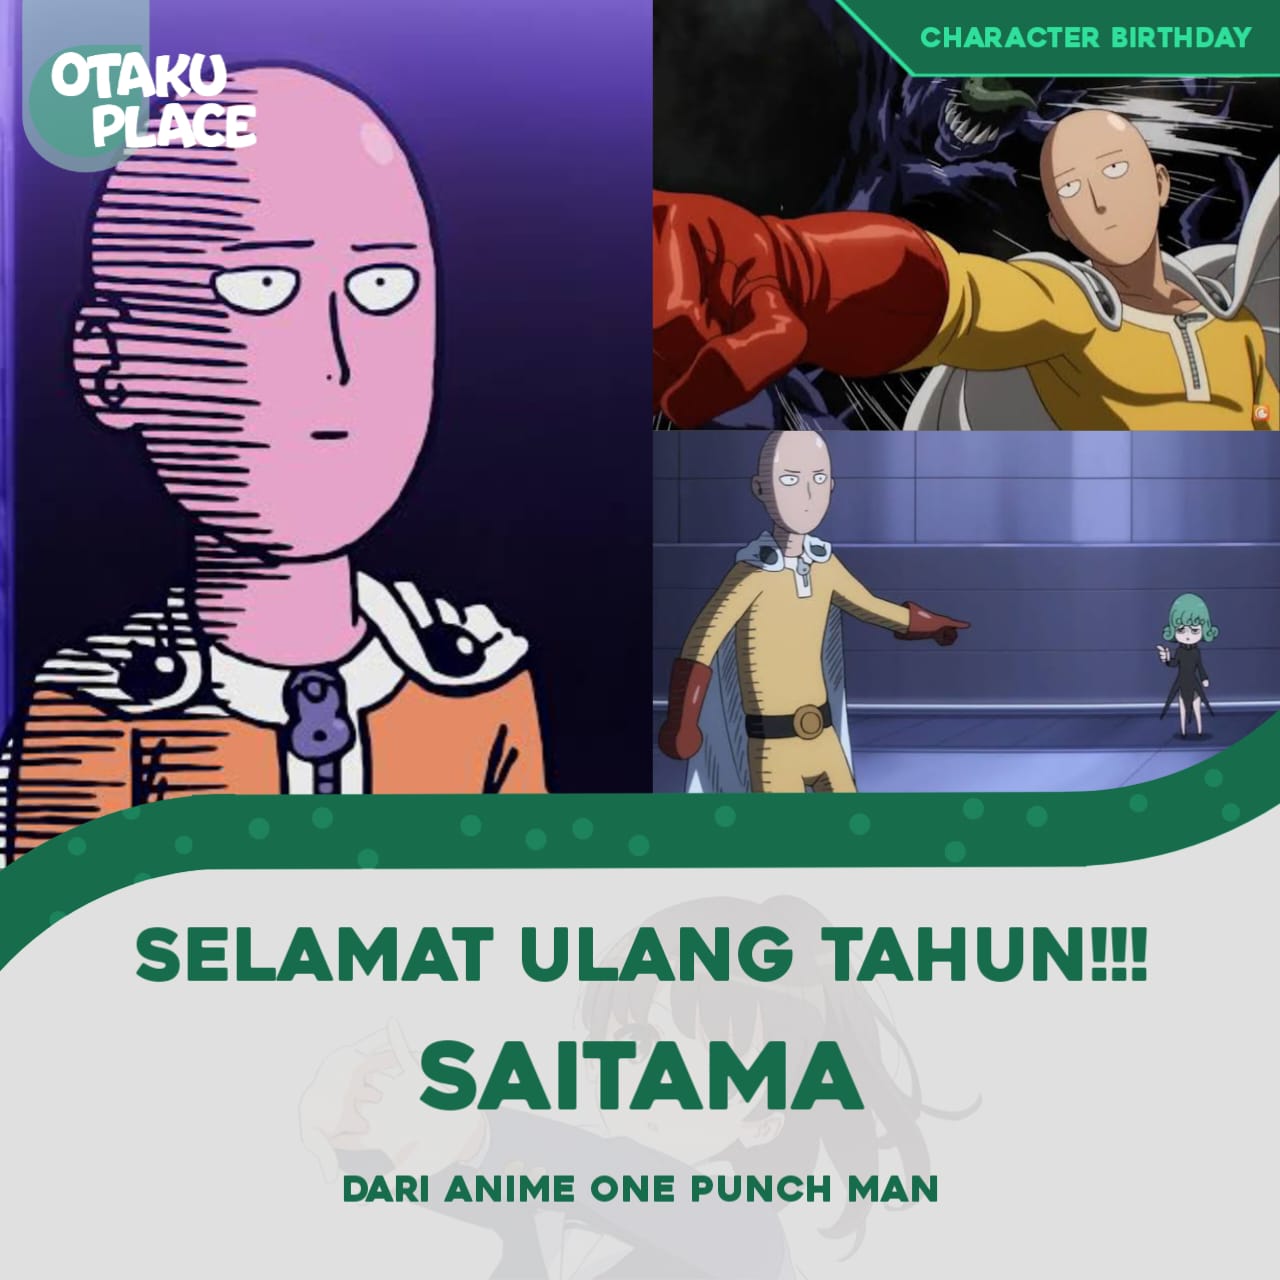 OTAKU
PLACE
CHARACTER BIRTHDAY
SELAMAT ULANG TAHUN!!!
SAITAMA
DARI ANIME ONE PUNCH MAN